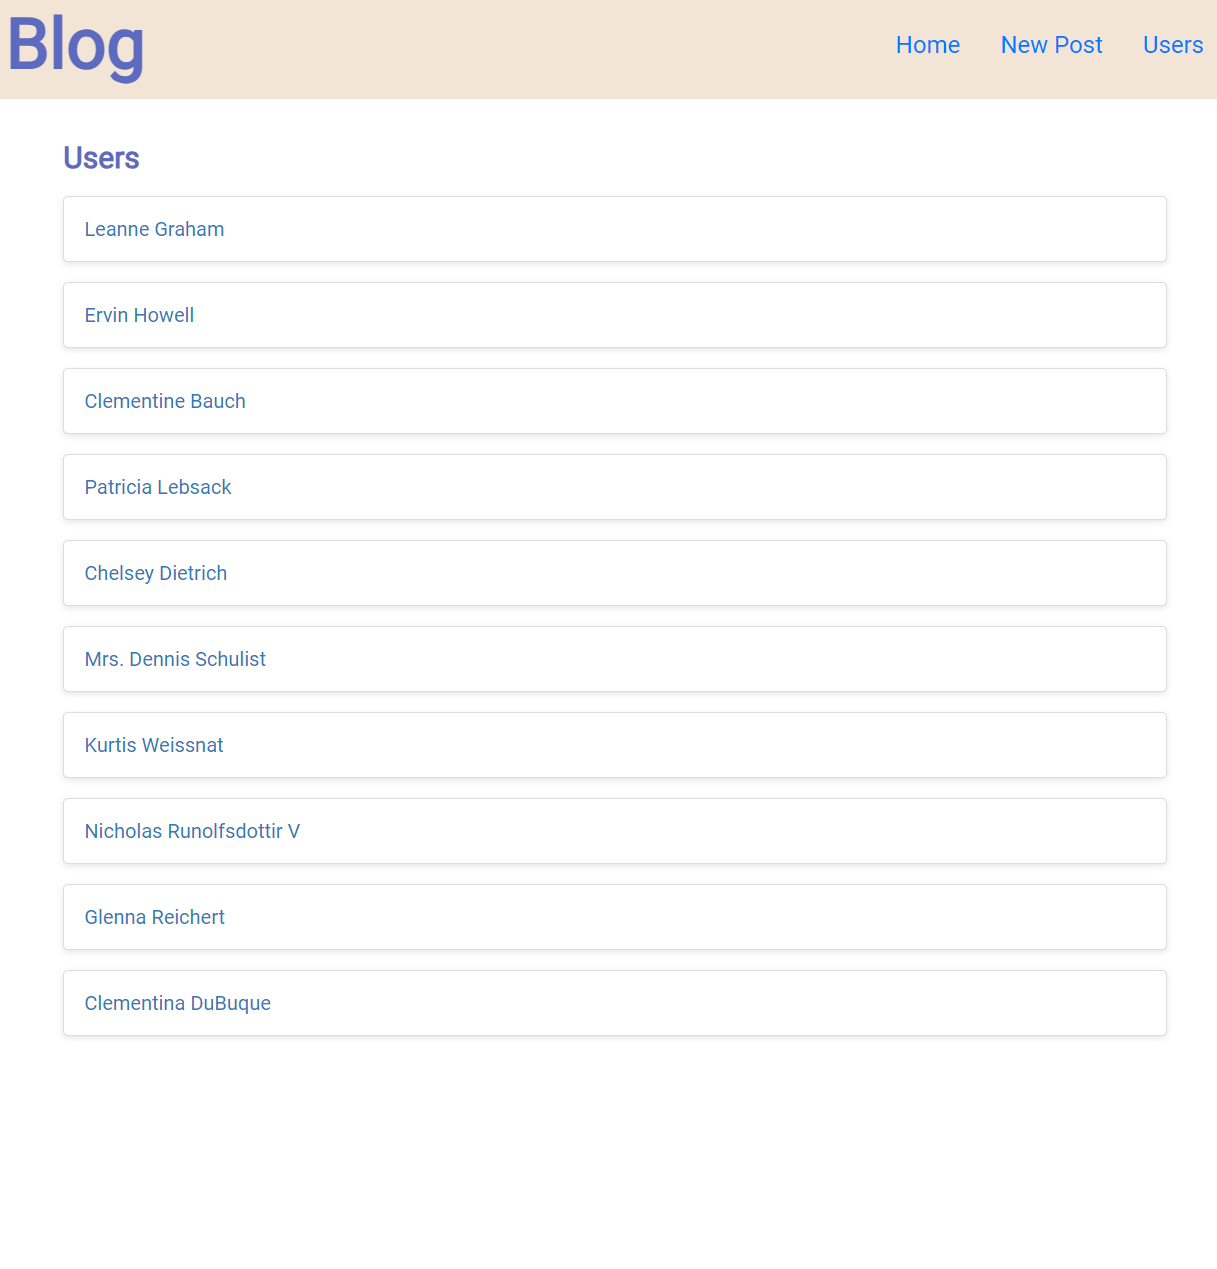 Blog
Home New Post Users
Users
Leanne Graham
Ervin Howell
Clementine Bauch
Patricia Lebsack
Chelsey Dietrich
Mrs. Dennis Schulist
Kurtis Weissnat
Nicholas Runolfsdottir V
Glenna Reichert
Clementina DuBuque